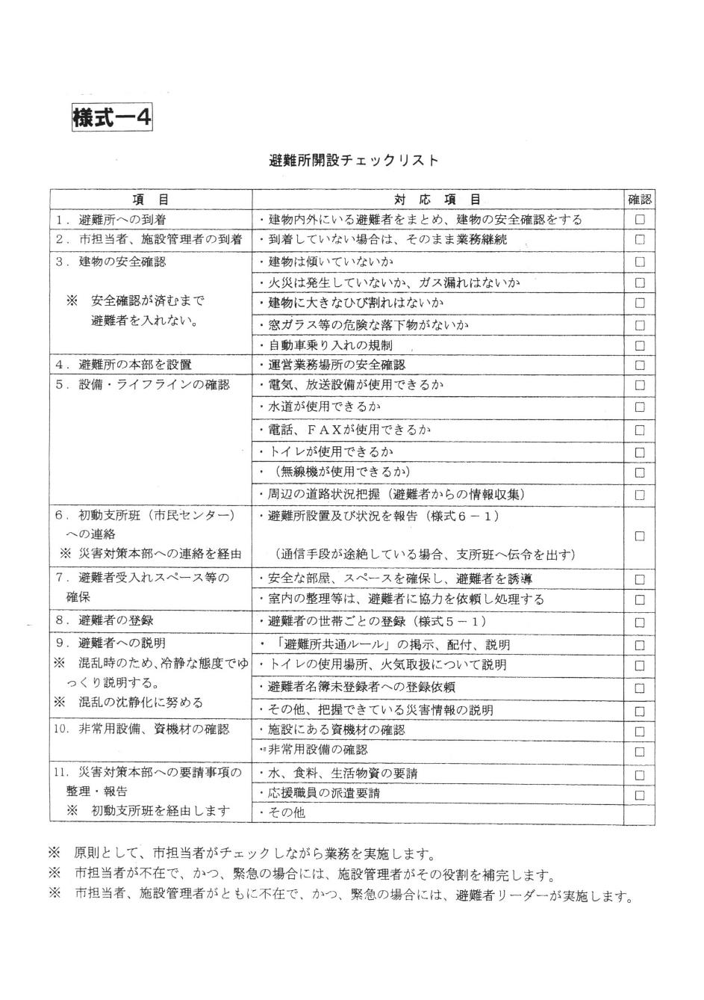 様式－4
避難所開設チェックリスト
項　目　対　応　項　目　確認
１．避難所への到着　・建物内外にいる避難者をまとめ、建物の安全確認をする　□
２．市担当者、施設管理者の到着　・到着していない場合は、そのまま業務継続　□
３．建物の安全確認　・建物は傾いていないか　□
・火災は発生していないか、ガス漏れはないか　□
※　安全確認が済むまで　・建物に大きなひび割れはないか　□
避難者を入れない。　・窓ガラス等の危険な落下物がないか　□
・自動車乗り入れの規制　□
４．避難所の本部を設置　・運営業務場所の安全確認　□
５．設備・ライフラインの確認　・電気、放送設備が使用できるか　□
・水道が使用できるか　□
・電話、ＦＡＸが使用できるか　□
・トイレが使用できるか　□
・（無線機が使用できるか）　□
・周辺の道路状況把握（避難者からの情報収集）　□
６．初動支所班（市民センター）　・避難所設置及び状況を報告（様式６－１）
への連絡　□
※ 災害対策本部への連絡を経由　（通信手段が途絶している場合、支所班へ伝令を出す）
７．避難者受入れスペース等の　・安全な部屋、スペースを確保し、避難者を誘導　□
確保　・室内の整理等は、避難者に協力を依頼し処理する　□
８．避難者の登録　・避難者の世帯ごとの登録（様式５－１）　□
９．避難者への説明　・「避難所共通ルール」の掲示、配付、説明　□
※　混乱時のため、冷静な態度でゆ　・トイレの使用場所、火気取扱について説明　□
っくり説明する。　・避難者名簿未登録者への登録依頼　□
※　混乱の沈静化に努める　・その他、把握できている災害情報の説明　□
10．非常用設備、資機材の確認　・施設にある資機材の確認　□
・非常用設備の確認　□
11．災害対策本部への要請事項の　・水、食料、生活物資の要請　□
整理・報告　・応援職員の派遣要請　□
※　初動支所班を経由します　・その他
※　原則として、市担当者がチェックしながら業務を実施します。
※　市担当者が不在で、かつ、緊急の場合には、施設管理者がその役割を補完します。
※　市担当者、施設管理者がともに不在で、かつ、緊急の場合には、避難者リーダーが実施します。